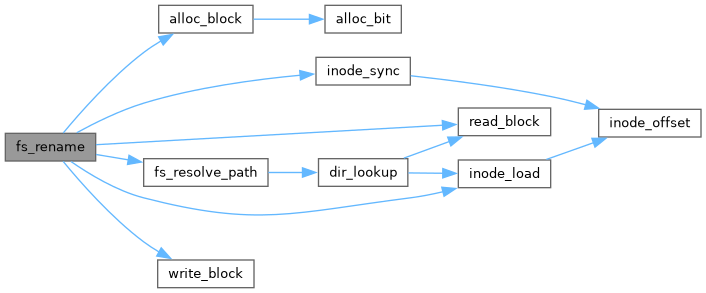 alloc_block
alloc_bit
inode_sync
read_block
inode_offset
fs_rename
fs_resolve_path
dir_lookup
inode_load
write_block